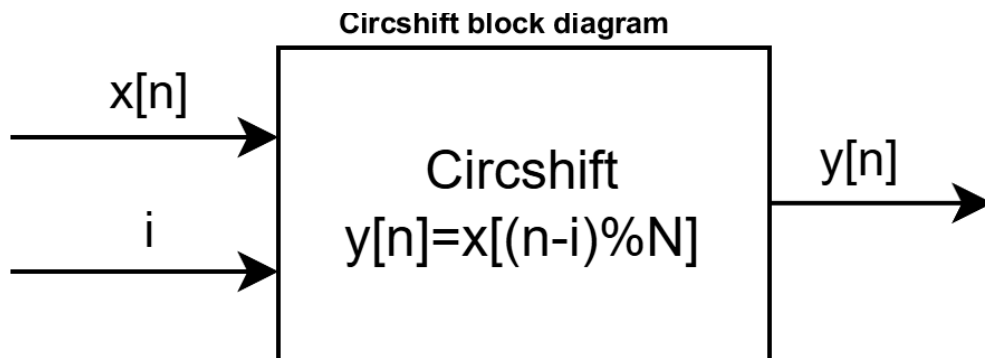 Circshift block diagram
x[n]
i
Circshift
y[n]=x[(n-i)%N]
y[n]